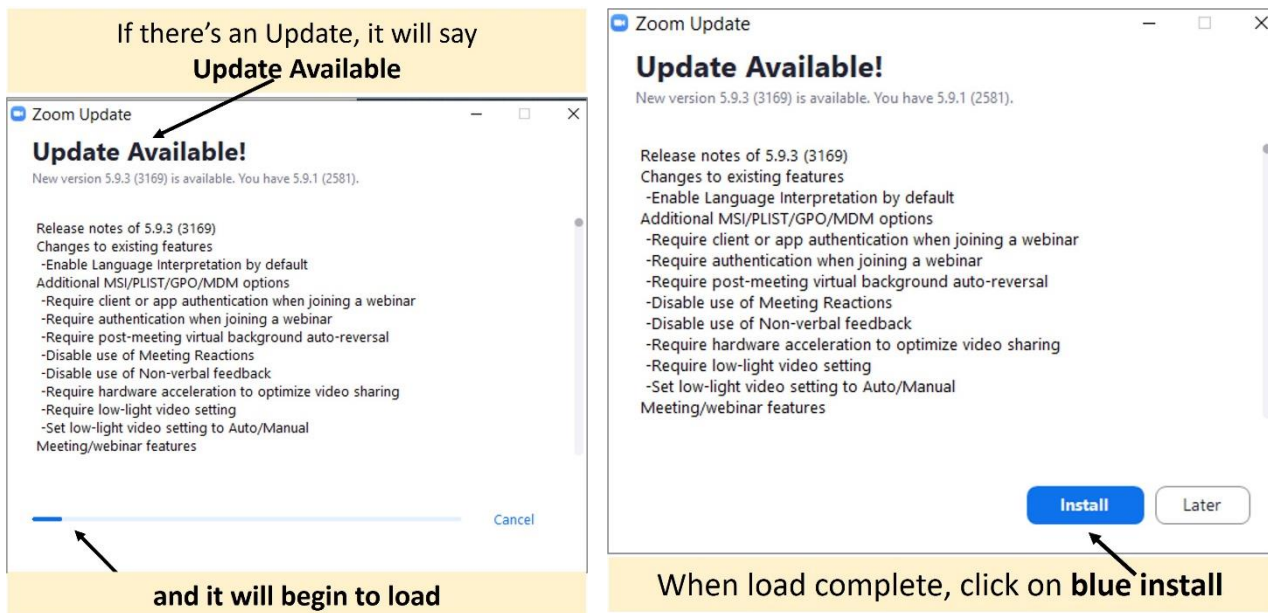 If there’s an Update, it will say
Update Available
Zoom Update
Update Available!
New version 5.9.3 (3169) is available. You have 5.9.1 (2581).
Release notes of 5.9.3 (3169)
Changes to existing features
-Enable Language Interpretation by default
Additional MSI/PLIST/GPO/MDM options
-Require client or app authentication when joining a webinar
-Require authentication when joining a webinar
-Require post-meeting virtual background auto-reversal
-Disable use of Meeting Reactions
-Disable use of Non-verbal feedback
-Require hardware acceleration to optimize video sharing
-Require low-light video setting
-Set low-light video setting to Auto/Manual
Meeting/webinar features
Cancel
and it will begin to load
Zoom Update
Update Available!
New version 5.9.3 (3169) is available. You have 5.9.1 (2581).
Release notes of 5.9.3 (3169)
Changes to existing features
-Enable Language Interpretation by default
Additional MSI/PLIST/GPO/MDM options
-Require client or app authentication when joining a webinar
-Require authentication when joining a webinar
-Require post-meeting virtual background auto-reversal
-Disable use of Meeting Reactions
-Disable use of Non-verbal feedback
-Require hardware acceleration to optimize video sharing
-Require low-light video setting
-Set low-light video setting to Auto/Manual
Meeting/webinar features
Install
Later
When load complete, click on blue install